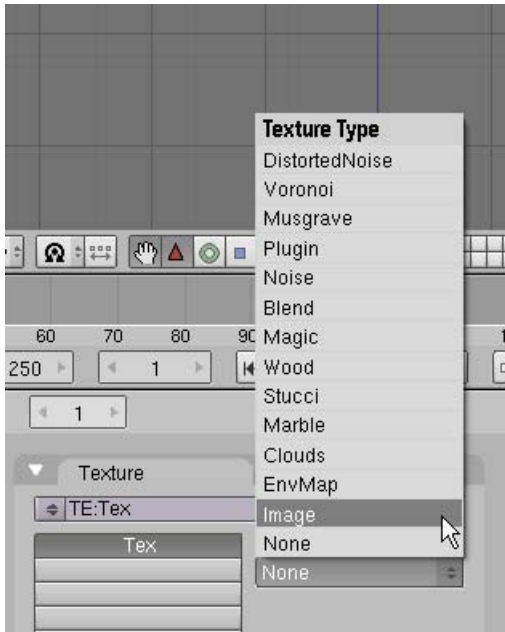 Texture Type
DistortedNoise
Voronoi
Musgrave
Plugin
Noise
Blend
Magic
Wood
Stucci
Marble
Clouds
EnvMap
Image
None
None
60 70 80
250 1
1
Texture
TE:Tex
Tex